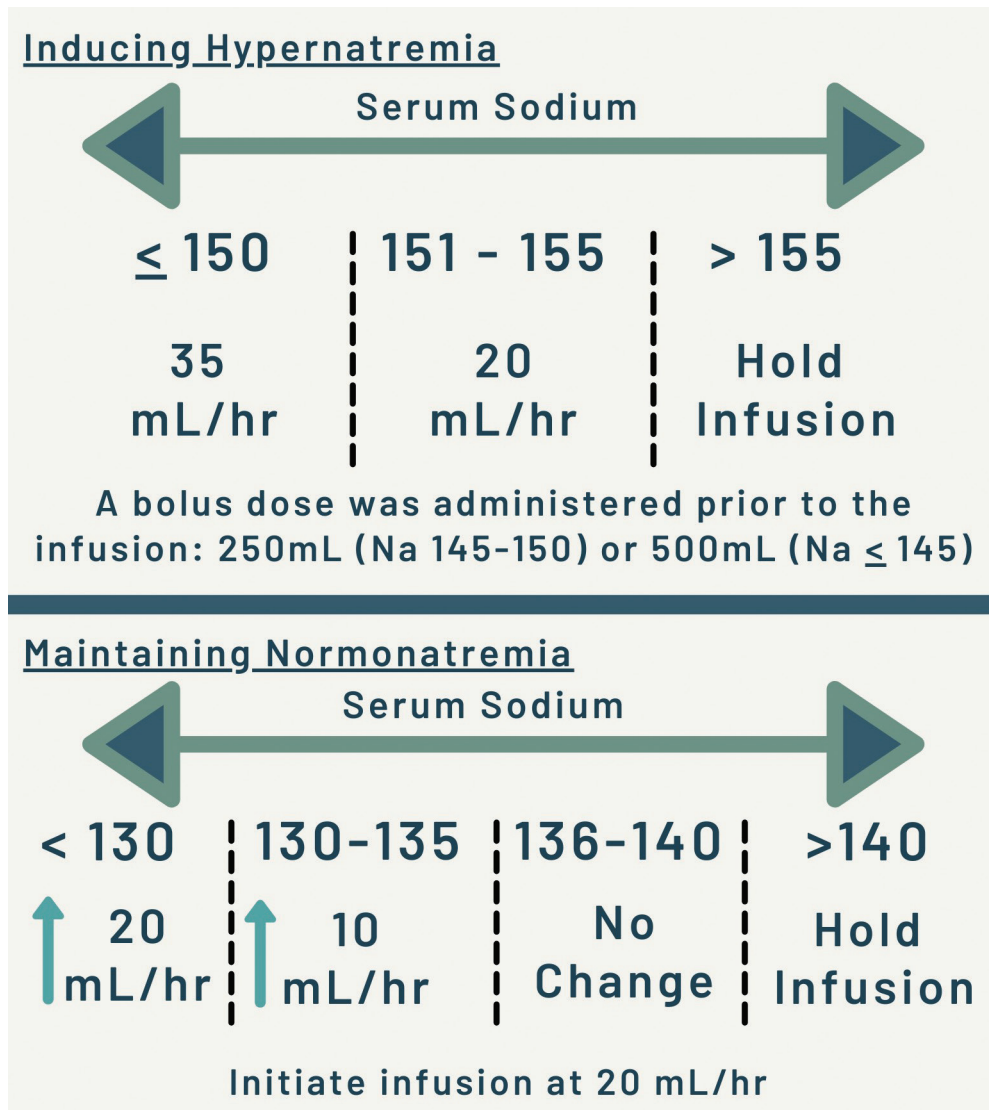 Inducing Hypernatremia
Serum Sodium
≤ 150
151 - 155
> 155
35
mL/hr
20
mL/hr
Hold
Infusion
A bolus dose was administered prior to the
infusion: 250mL (Na 145-150) or 500mL (Na ≤ 145)
Maintaining Normonatremia
Serum Sodium
< 130
130-135
136-140
>140
20
mL/hr
10
mL/hr
No
Change
Hold
Infusion
Initiate infusion at 20 mL/hr